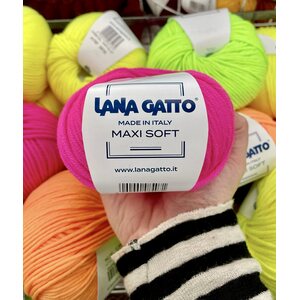 LANA GATTO
MADE IN ITALY
MAXI SOFT
www.lanagatto.it